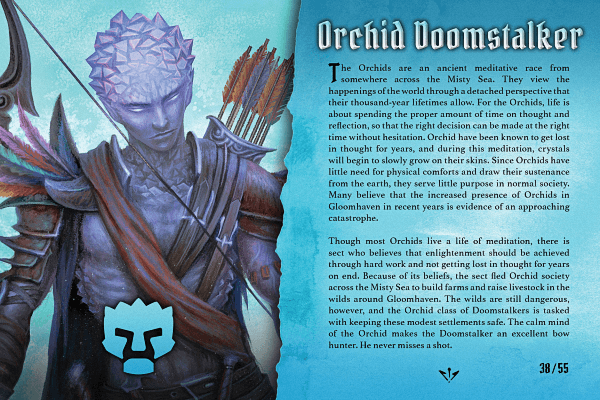 Orchid Doomstalker
The Orchids are an ancient meditative race from
somewhere across the Misty Sea. They view the
happenings of the world through a detached perspective that
their thousand-year lifetimes allow. For the Orchids, life is
about spending the proper amount of time on thought and
reflection, so that the right decision can be made at the right
time without hesitation. Orchid have been known to get lost
in thought for years, and during this meditation, crystals
will begin to slowly grow on their skins. Since Orchids have
little need for physical comforts and draw their sustenance
from the earth, they serve little purpose in normal society.
Many believe that the increased presence of Orchids in
Gloomhaven in recent years is evidence of an approaching
catastrophe.
Though most Orchids live a life of meditation, there is
sect who believes that enlightenment should be achieved
through hard work and not getting lost in thought for years
on end. Because of its beliefs, the sect fled Orchid society
across the Misty Sea to build farms and raise livestock in the
wilds around Gloomhaven. The wilds are still dangerous,
however, and the Orchid class of Doomstalkers is tasked
with keeping these modest settlements safe. The calm mind
of the Orchid makes the Doomstalker an excellent bow
hunter. He never misses a shot.
38/55